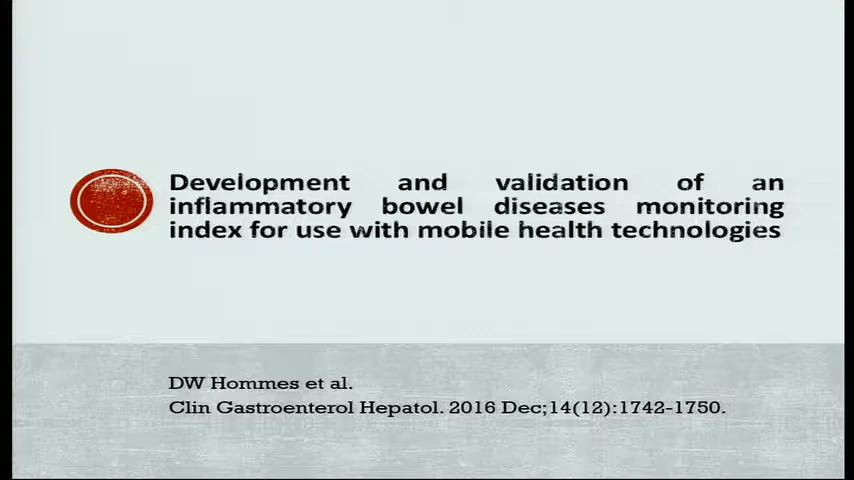 Development and validation of an
inflammatory bowel diseases monitoring
index for use with mobile health technologies
DW Hommes et al.
Clin Gastroenterol Hepatol. 2016 Dec;14(12):1742-1750.